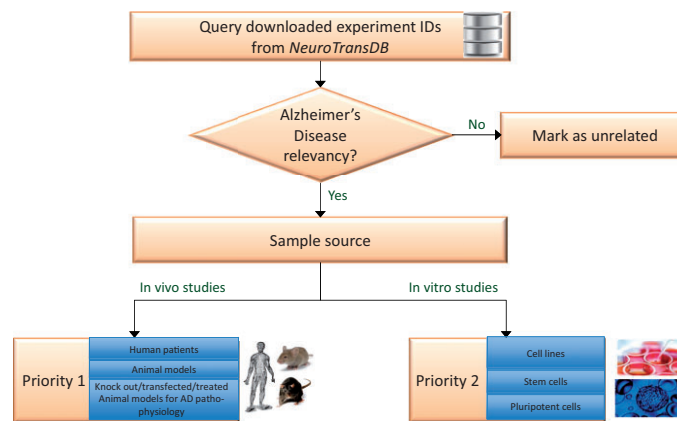 Query downloaded experiment IDs
from NeuroTransDB
Alzheimer's
Disease
relevancy?
No
Mark as unrelated
Yes
Sample source
In vivo studies
In vitro studies
Priority 1
Human patients
Animal models
Knock out/transfected/treated
Animal models for AD patho-
physiology
Priority 2
Cell lines
Stem cells
Pluripotent cells